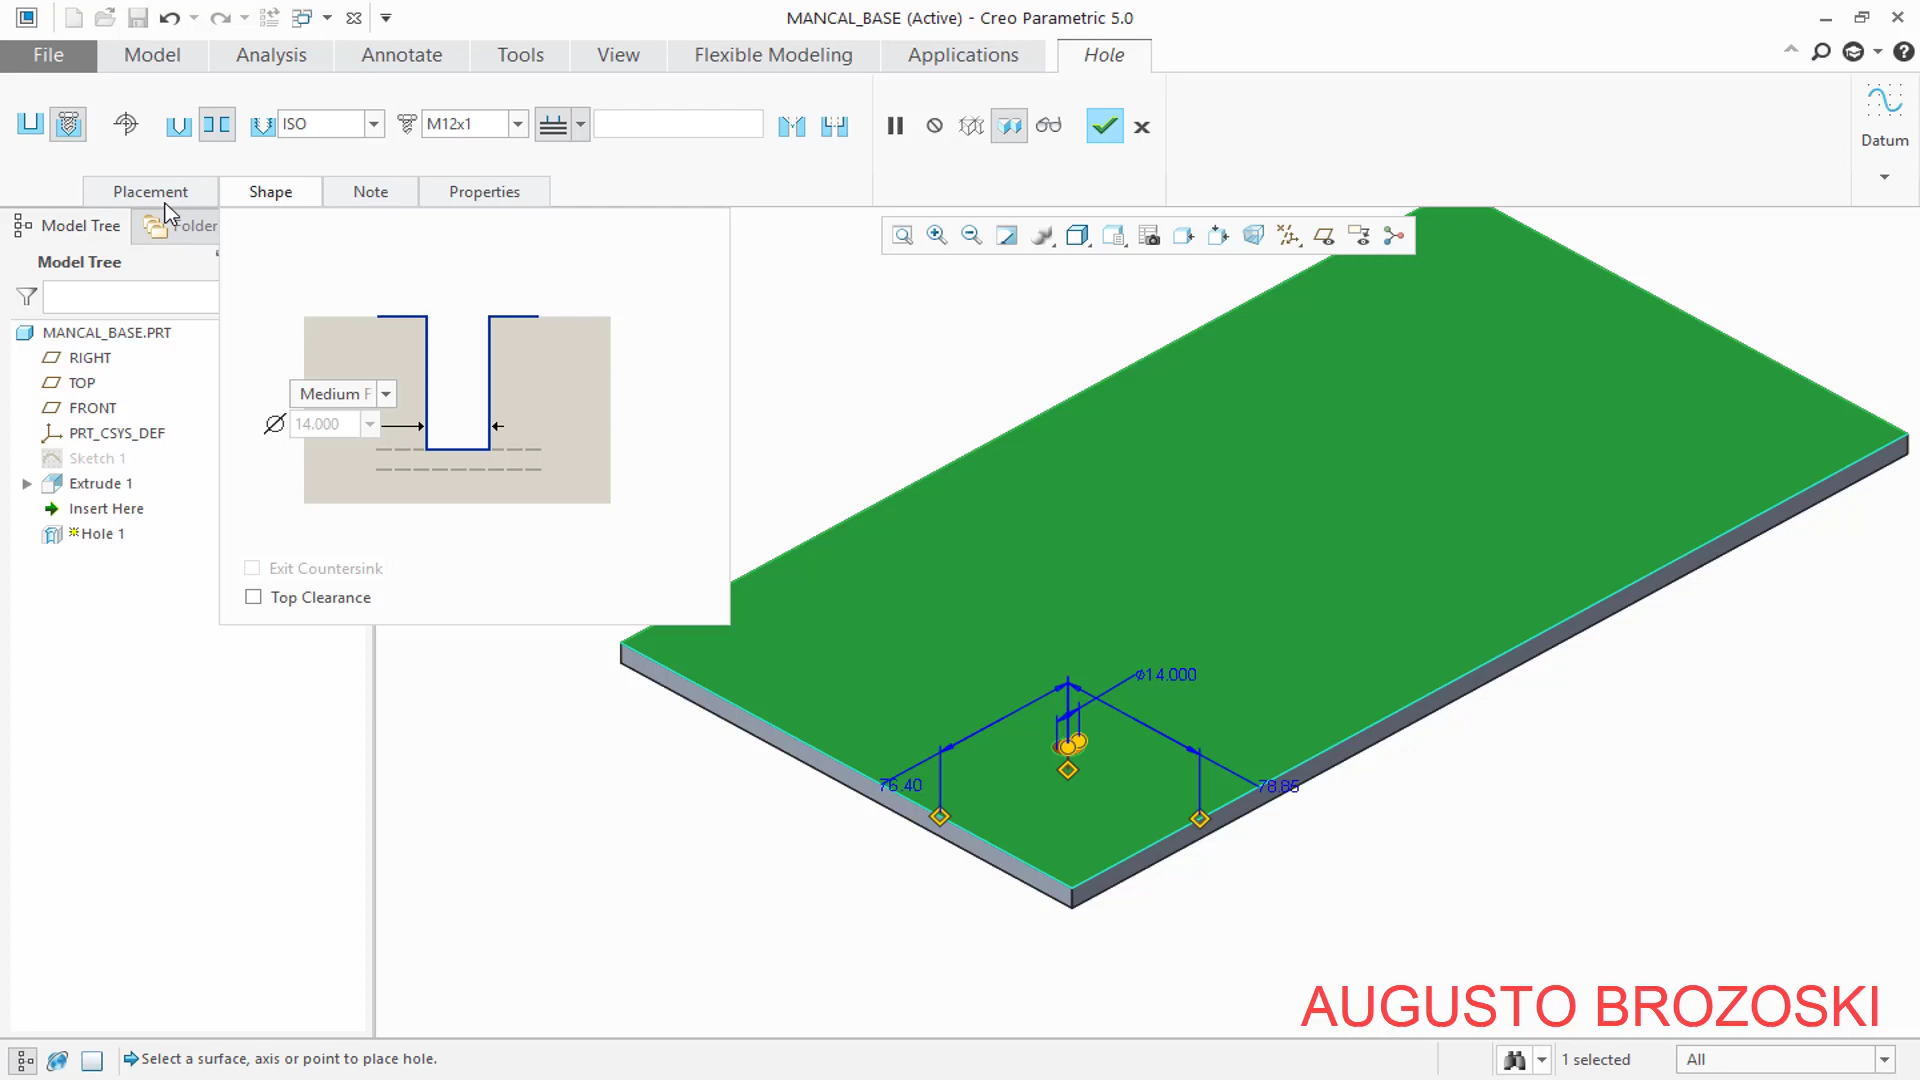 MANCAL_BASE (Active) - Creo Parametric 5.0
File Model Analysis Annotate Tools View Flexible Modeling Applications Hole
ISO M12x1
Datum
Placement Shape Note Properties
Model Tree Folder
Model Tree
MANCAL_BASE.PRT
RIGHT
TOP
FRONT
PRT_CSYS_DEF
Sketch 1
Extrude 1
Insert Here
Hole 1
Medium F
14.000
Exit Countersink
Top Clearance
⌀14.000
76.40
78.85
AUGUSTO BROZOSKI
Select a surface, axis or point to place hole.
1 selected
All